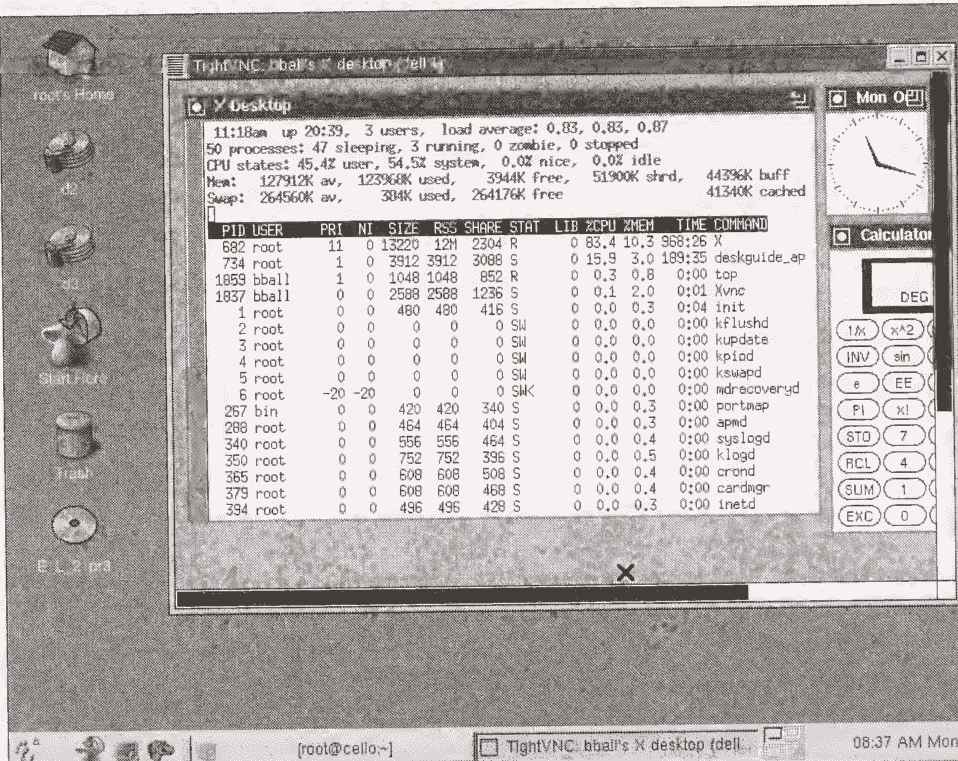 root's Home
d2
d3
Start Here
Trash
TightVNC: bball's X desktop (dell
X Desktop
11:18am up 20:39, 3 users, load average: 0.83, 0.83, 0.87
50 processes: 47 sleeping, 3 running, 0 zombie, 0 stopped
CPU states: 45.4% user, 54.5% system, 0.0% nice, 0.0% idle
Mem: 127912K av, 123968K used, 3944K free, 51900K shrd, 44396K buff
Swap: 264560K av, 384K used, 264176K free 41340K cached
PID USER PRI NI SIZE RSS SHARE STAT LIB %CPU %MEM TIME COMMAND
682 root 11 0 13220 12M 2304 R 0 83.4 10.3 968:26 X
734 root 1 0 3912 3912 3088 S 0 15.9 3.0 189:35 deskguide_ap
1859 bball 1 0 1048 1048 852 R 0 0.3 0.8 0:00 top
1837 bball 0 0 2588 2588 1236 S 0 0.1 2.0 0:01 Xvnc
1 root 0 0 480 480 416 S 0 0.0 0.3 0:04 init
2 root 0 0 0 0 0 SW 0 0.0 0.0 0:00 kflushd
3 root 0 0 0 0 0 SW 0 0.0 0.0 0:00 kupdate
4 root 0 0 0 0 0 SW 0 0.0 0.0 0:00 kpiod
5 root 0 0 0 0 0 SW 0 0.0 0.0 0:00 kswapd
6 root -20 -20 0 0 0 SW< 0 0.0 0.0 0:00 mdrecoveryd
267 bin 0 0 420 420 340 S 0 0.0 0.3 0:00 portmap
288 root 0 0 464 464 404 S 0 0.0 0.3 0:00 apmd
340 root 0 0 556 556 464 S 0 0.0 0.4 0:00 syslogd
350 root 0 0 752 752 396 S 0 0.0 0.5 0:00 klogd
365 root 0 0 608 608 508 S 0 0.0 0.4 0:00 crond
379 root 0 0 608 608 468 S 0 0.0 0.4 0:00 cardmgr
394 root 0 0 496 496 428 S 0 0.0 0.3 0:00 inetd
Mon
Calculator
DEG
1/x x^2
INV sin
e EE
PI x!
STO 7
RCL 4
SUM 1
EXC 0
[root@cello:~]
TightVNC: bball's X desktop (dell...
08:37 AM Mon